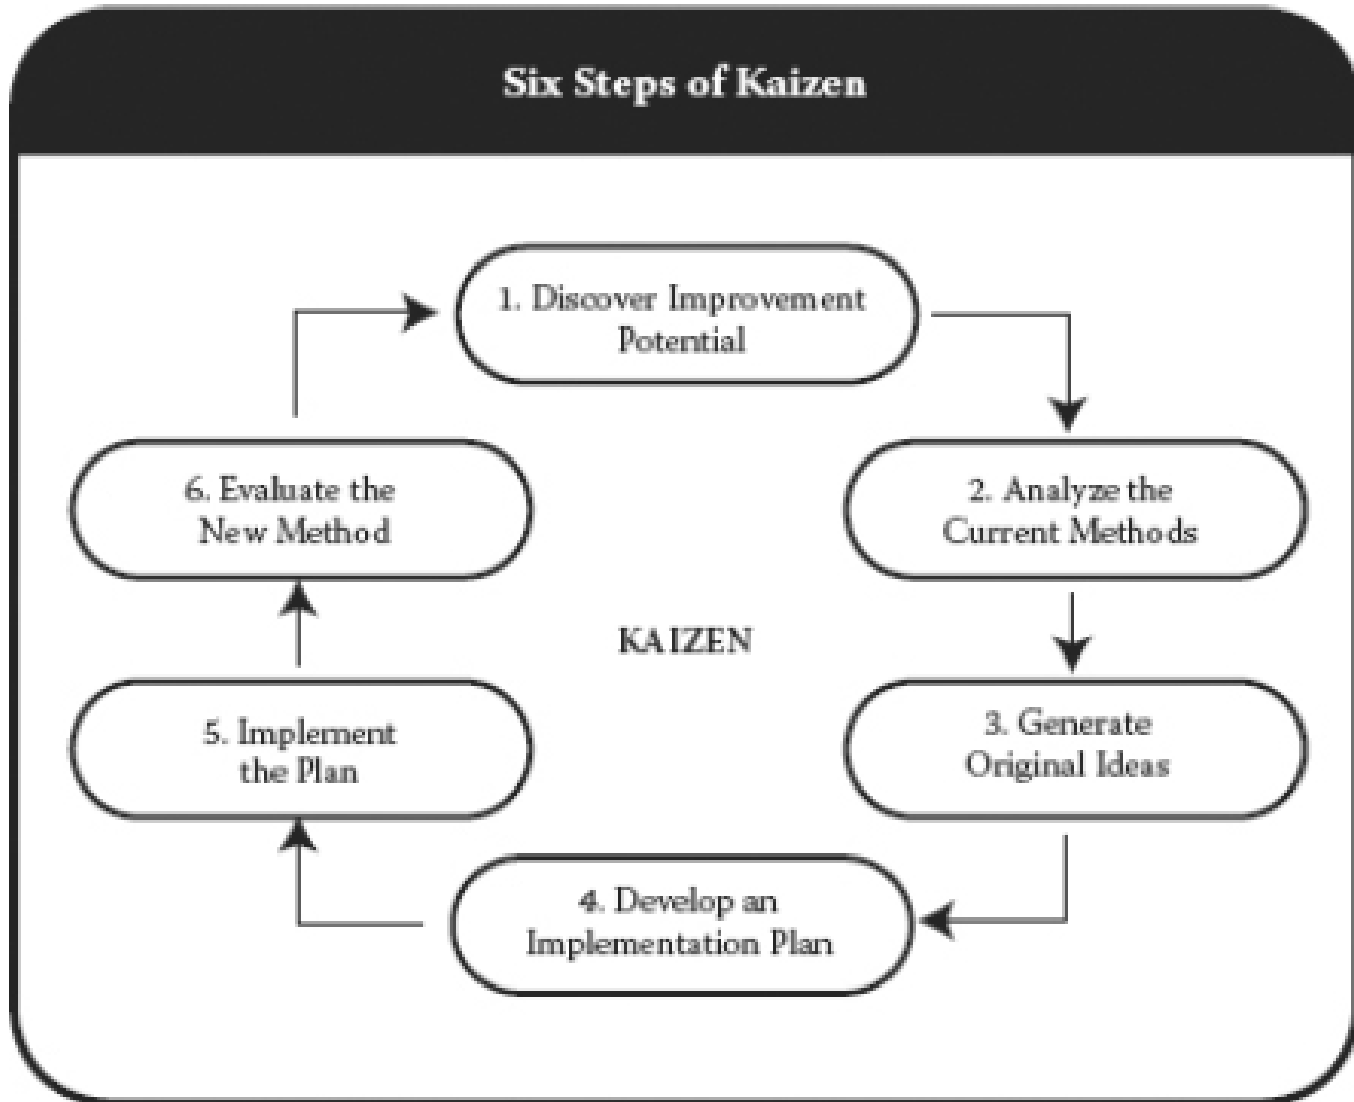 Six Steps of Kaizen
1. Discover Improvement
Potential
2. Analyze the
Current Methods
3. Generate
Original Ideas
4. Develop an
Implementation Plan
5. Implement
the Plan
6. Evaluate the
New Method
KAIZEN